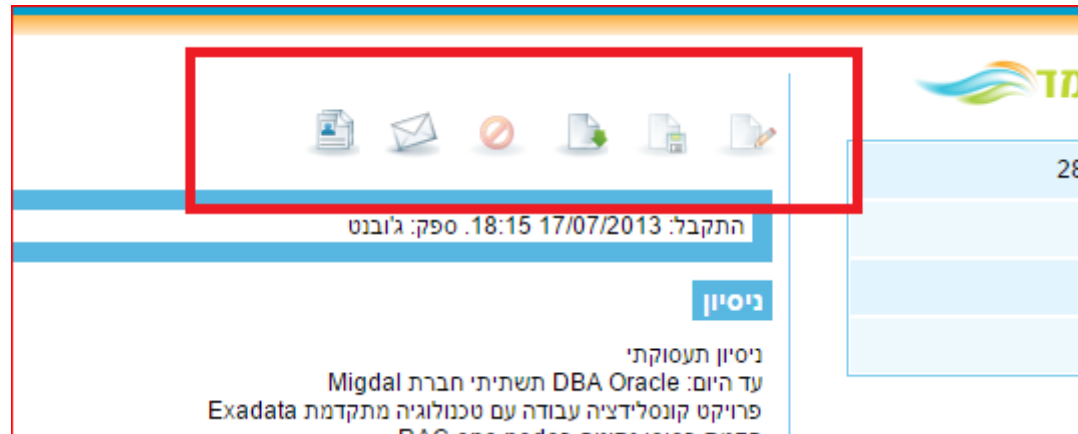 מד
28
התקבל: 17/07/2013 18:15. ספק: ג'ובנט
ניסיון
ניסיון תעסוקתי
עד היום: DBA Oracle תשתיתי חברת Migdal
פרויקט קונסלידציה עבודה עם טכנולוגיה מתקדמת Exadata